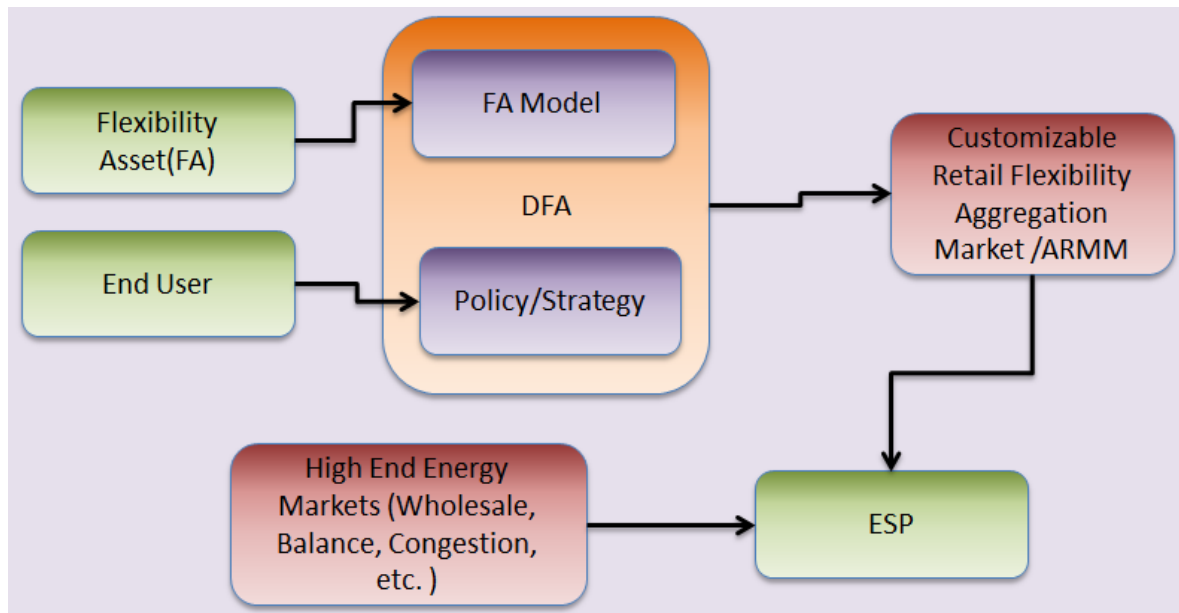 Flexibility
Asset(FA)
End User
FA Model
DFA
Policy/Strategy
Customizable
Retail Flexibility
Aggregation
Market /ARMM
High End Energy
Markets (Wholesale,
Balance, Congestion,
etc. )
ESP